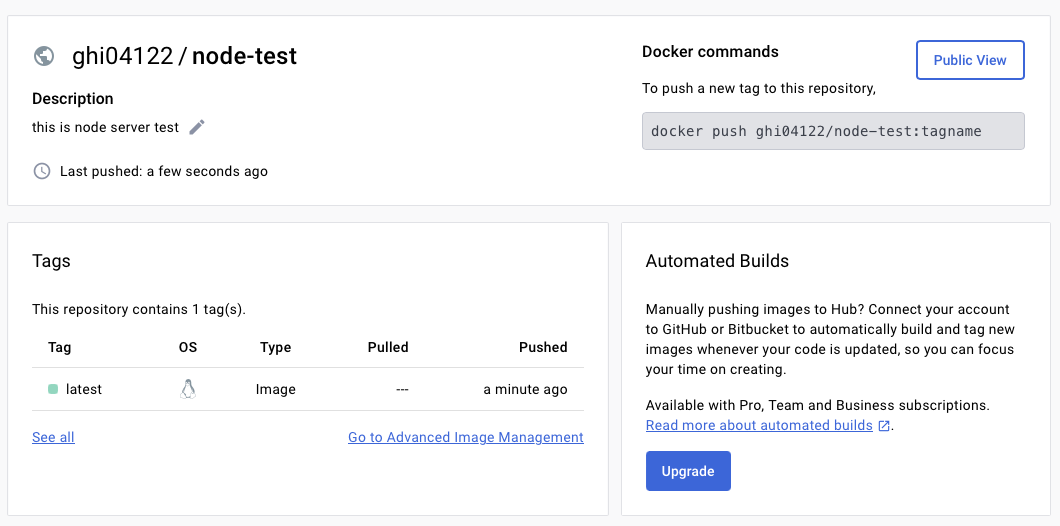 ghi04122 / node-test
Description
this is node server test
Last pushed: a few seconds ago
Docker commands
Public View
To push a new tag to this repository,
docker push ghi04122/node-test:tagname
Tags
This repository contains 1 tag(s).
Tag OS Type Pulled Pushed
latest Image --- a minute ago
See all Go to Advanced Image Management
Automated Builds
Manually pushing images to Hub? Connect your account
to GitHub or Bitbucket to automatically build and tag new
images whenever your code is updated, so you can focus
your time on creating.
Available with Pro, Team and Business subscriptions.
Read more about automated builds .
Upgrade